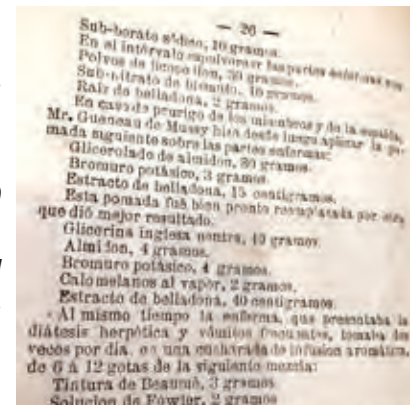 — 26 —
Sub-borato sódico, 10 gramos.
En el intérvalo espolvorear las partes enfermas con
Polvos de licopodion, 30 gramos.
Sub-nitrato de bismuto, 10 gramos.
Raiz de belladona, 2 gramos.
En caso de prurigo de los miembros y de la
Mr. Gueneau de Mussy hizo desde luego aplicar la po-
mada siguiente sobre las partes enfermas:
Glicerolado de almidon, 30 gramos.
Bromuro potásico, 3 gramos.
Estracto de belladona, 15 centígramos.
Esta pomada fué bien pronto reemplazada por otra
que dió mejor resultado.
Glicerina inglesa neutra, 40 gramos.
Almidon, 4 gramos.
Bromuro potásico, 4 gramos.
Calomelanos al vapor, 2 gramos.
Estracto de belladona, 40 centígramos.
Al mismo tiempo la enferma, que presentaba la
diátesis herpética y vómitos frecuentes, tomaba dos
veces por dia, en una cucharada de infusion aromática,
de 6 á 12 gotas de la siguiente mezcla:
Tintura de Beaumé, 3 gramos
Solucion de Fowler, 2 gramos